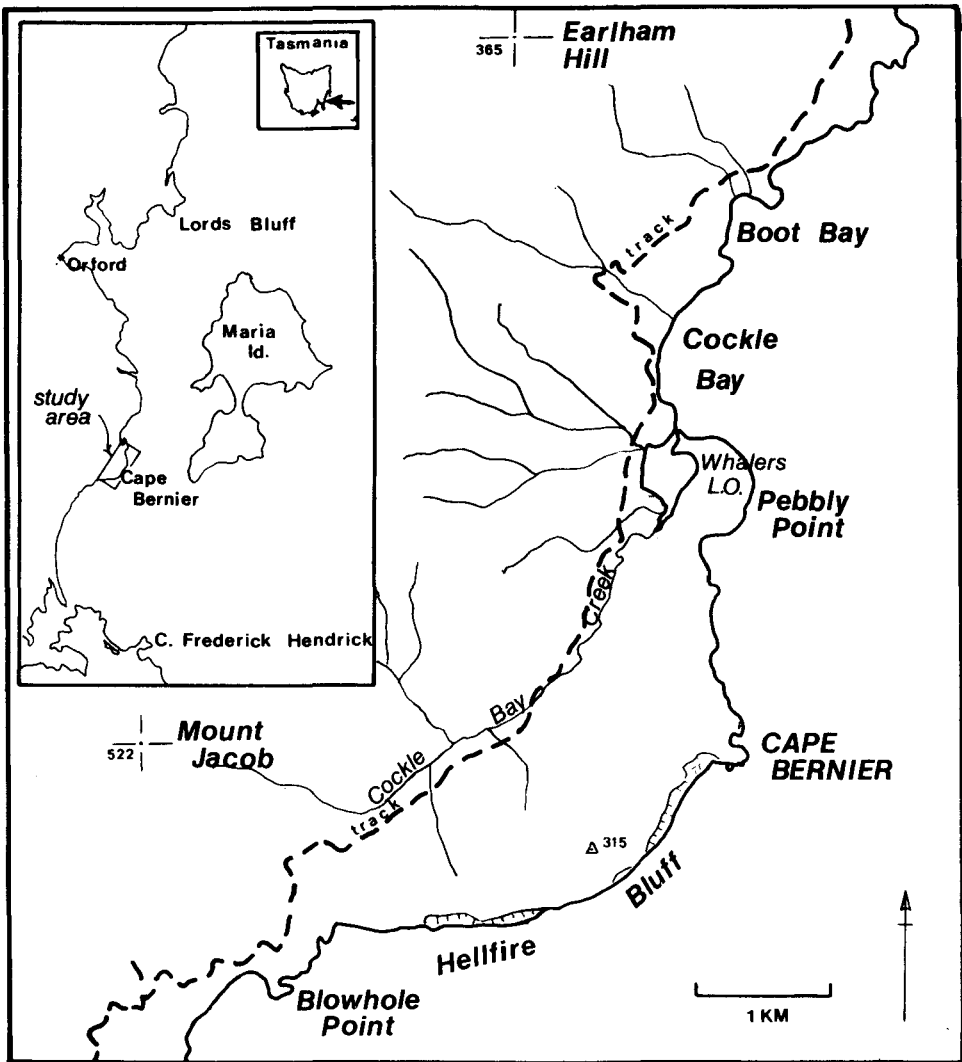 365
Earlham
Hill
Tasmania
Lords Bluff
Orford
Maria
Id.
study
area
Cape
Bernier
C. Frederick Hendrick
track
Boot Bay
Cockle
Bay
Whalers
L.O.
Pebbly
Point
Creek
Bay
Cockle
track
522
Mount
Jacob
CAPE
BERNIER
315
Bluff
Hellfire
Blowhole
Point
1 KM